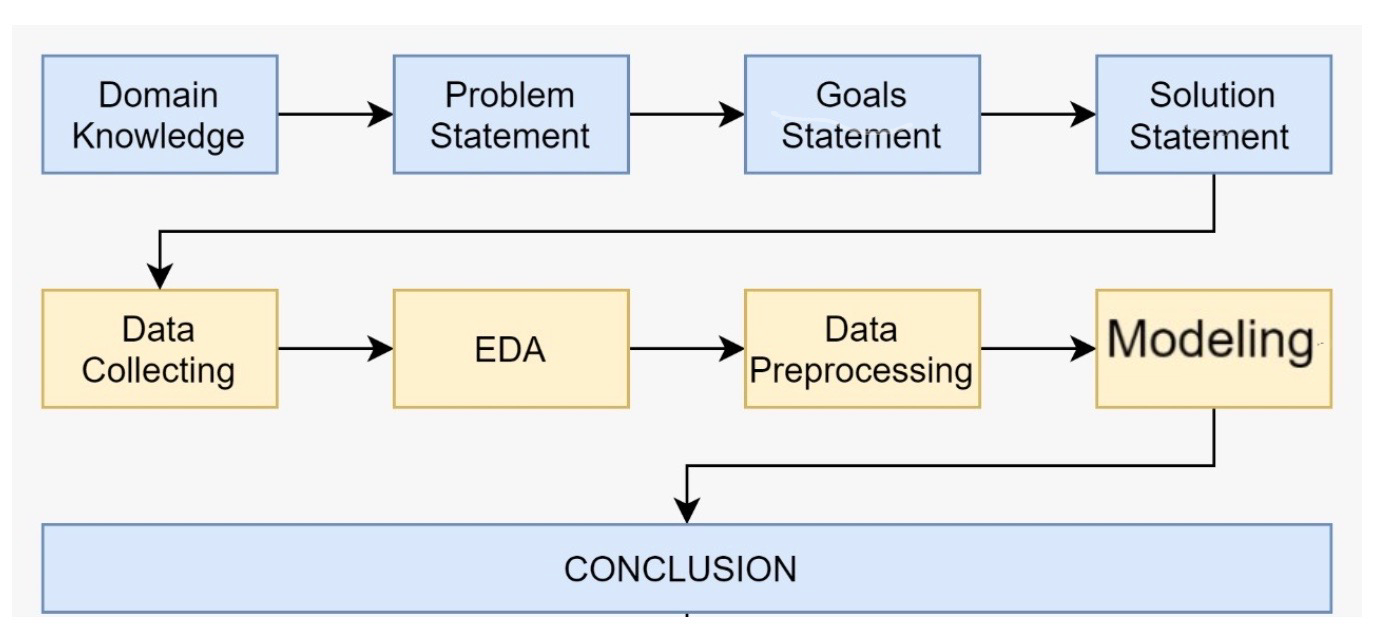 Domain
Knowledge
Problem
Statement
Goals
Statement
Solution
Statement
Data
Collecting
EDA
Data
Preprocessing
Modeling
CONCLUSION